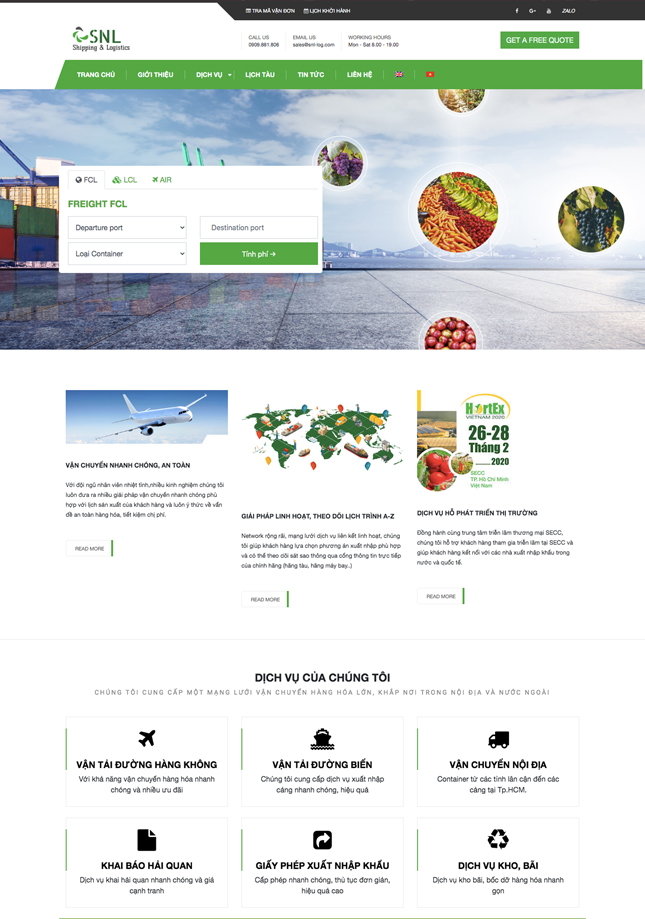 TRA MÃ VẬN ĐƠN LỊCH KHỞI HÀNH
f G+ ZALO
SNL
Shipping & Logistics
CALL US
0909.861.806
EMAIL US
sales@snl-log.com
WORKING HOURS
Mon - Sat 8.00 - 18.00
GET A FREE QUOTE
TRANG CHỦ GIỚI THIỆU DỊCH VỤ LỊCH TÀU TIN TỨC LIÊN HỆ
FCL LCL AIR
FREIGHT FCL
Departure port Destination port
Loại Container Tính phí →
VẬN CHUYỂN NHANH CHÓNG, AN TOÀN
Với đội ngũ nhân viên nhiệt tình,nhiều kinh nghiệm chúng tôi
luôn đưa ra nhiều giải pháp vận chuyển nhanh chóng phù
hợp với lịch sản xuất của khách hàng và luôn ý thức về vấn
đề an toàn hàng hóa, tiết kiệm chị phí.
READ MORE
GIẢI PHÁP LINH HOẠT, THEO DÕI LỊCH TRÌNH A-Z
Network rộng rãi, mạng lưới dịch vụ liên kết linh hoạt, chúng
tôi giúp khách hàng lựa chọn phương án xuất nhập phù hợp
và có thể theo dõi sát sao thông qua cổng thông tin trực tiếp
của chính hãng (hãng tàu, hãng máy bay..)
READ MORE
HortEx
VIETNAM 2020
26-28
Tháng 2
2020
SECC
TP. Hồ Chí Minh
Việt Nam
DỊCH VỤ HỖ PHÁT TRIỂN THỊ TRƯỜNG
Đồng hành cùng trung tâm triển lãm thương mại SECC,
chúng tôi hỗ trợ khách hàng tham gia triển lãm tại SECC và
giúp khách hàng kết nối với các nhà xuất nhập khẩu trong
nước và quốc tế.
READ MORE
DỊCH VỤ CỦA CHÚNG TÔI
CHÚNG TÔI CUNG CẤP MỘT MẠNG LƯỚI VẬN CHUYỂN HÀNG HÓA LỚN, KHẮP NƠI TRONG NỘI ĐỊA VÀ NƯỚC NGOÀI
VẬN TẢI ĐƯỜNG HÀNG KHÔNG
Với khả năng vận chuyển hàng hóa nhanh
chóng và nhiều ưu đãi
VẬN TẢI ĐƯỜNG BIỂN
Chúng tôi cung cấp dịch vụ xuất nhập
cảng nhanh chóng, hiệu quả
VẬN CHUYỂN NỘI ĐỊA
Container từ các tỉnh lân cận đến các
cảng tại Tp.HCM.
KHAI BÁO HẢI QUAN
Dịch vụ khai hải quan nhanh chóng và giá
cạnh tranh
GIẤY PHÉP XUẤT NHẬP KHẨU
Cấp phép nhanh chóng, thủ tục đơn giản,
hiệu quả cao
DỊCH VỤ KHO, BÃI
Dịch vụ kho bãi, bốc dỡ hàng hóa nhanh
gọn